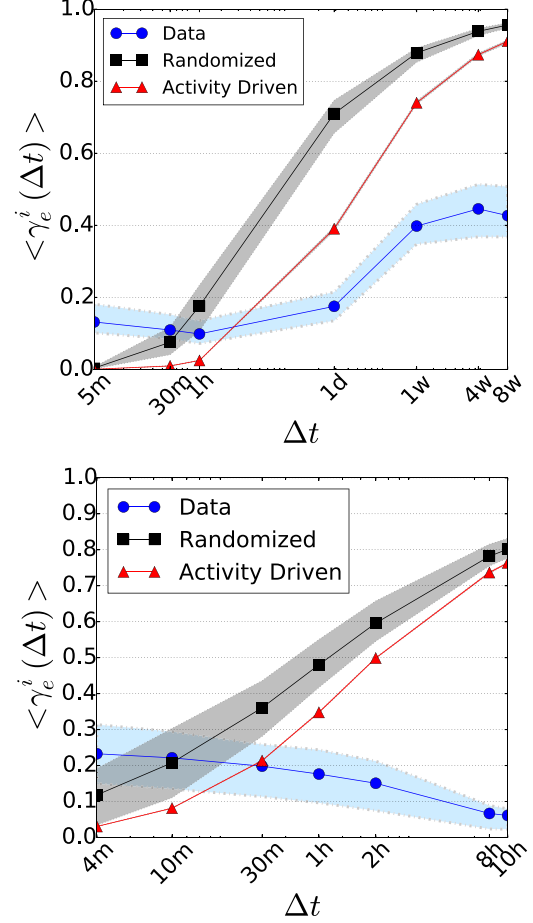 1.0
0.8
0.6
0.4
0.2
0.0
< γ_e^i (Δt) >
Data
Randomized
Activity Driven
5m 30m 1h 1d 1w 4w 8w
Δt
1.0
0.9
0.8
0.7
0.6
0.5
0.4
0.3
0.2
0.1
0.0
< γ_e^i (Δt) >
Data
Randomized
Activity Driven
4m 10m 30m 1h 2h 8h 10h
Δt